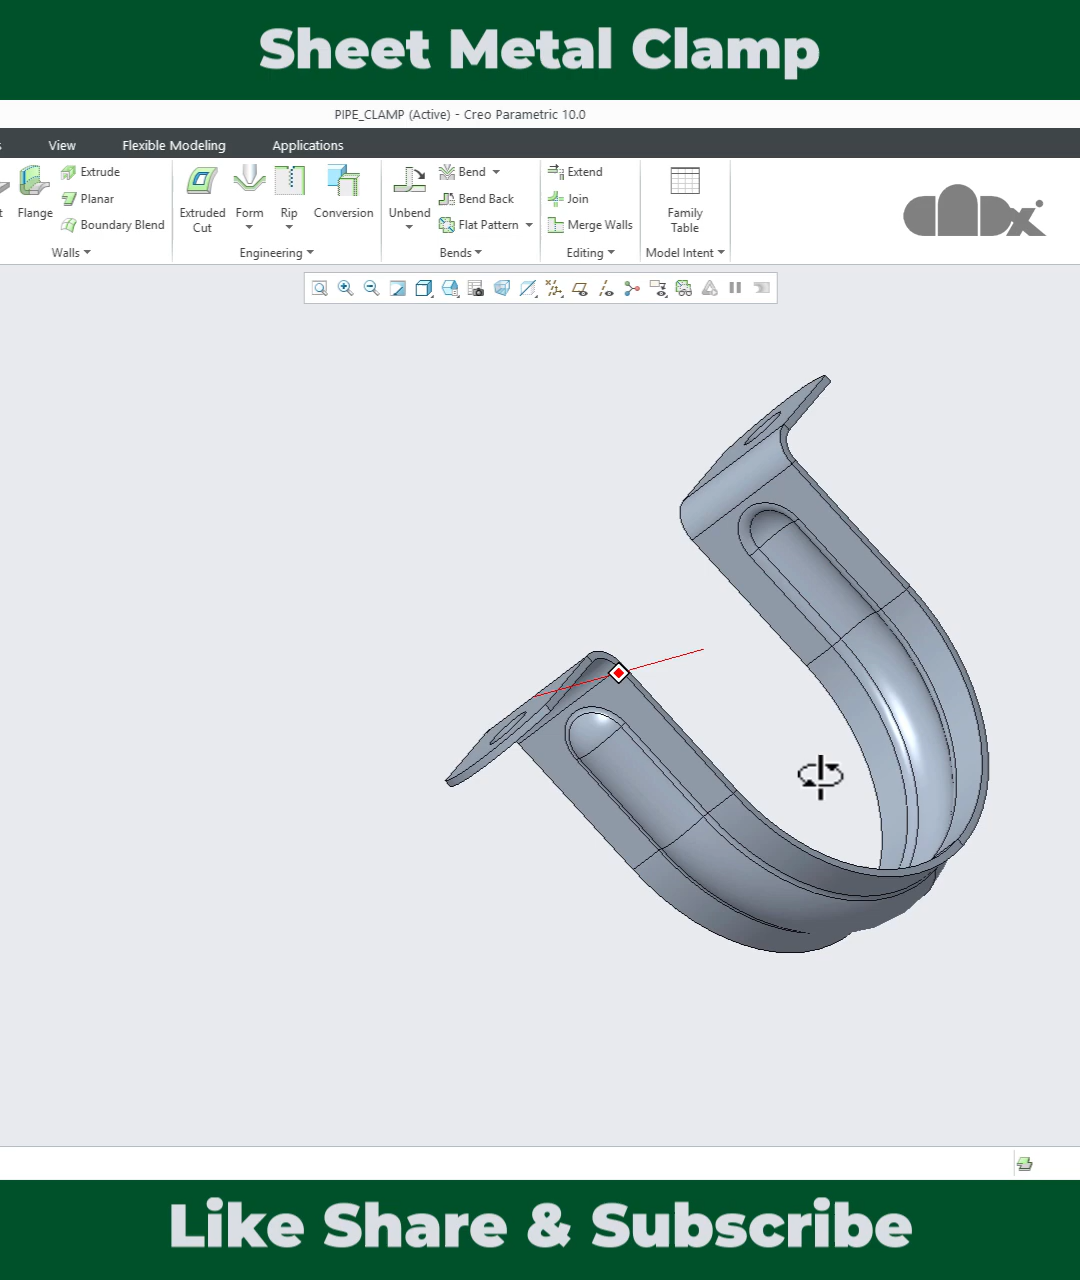 Sheet Metal Clamp
PIPE_CLAMP (Active) - Creo Parametric 10.0
View Flexible Modeling Applications
Flange
Extrude
Planar
Boundary Blend
Walls
Extruded Cut
Form
Rip
Conversion
Engineering
Unbend
Bend
Bend Back
Flat Pattern
Bends
Extend
Join
Merge Walls
Editing
Family Table
Model Intent
CADx
Like Share & Subscribe